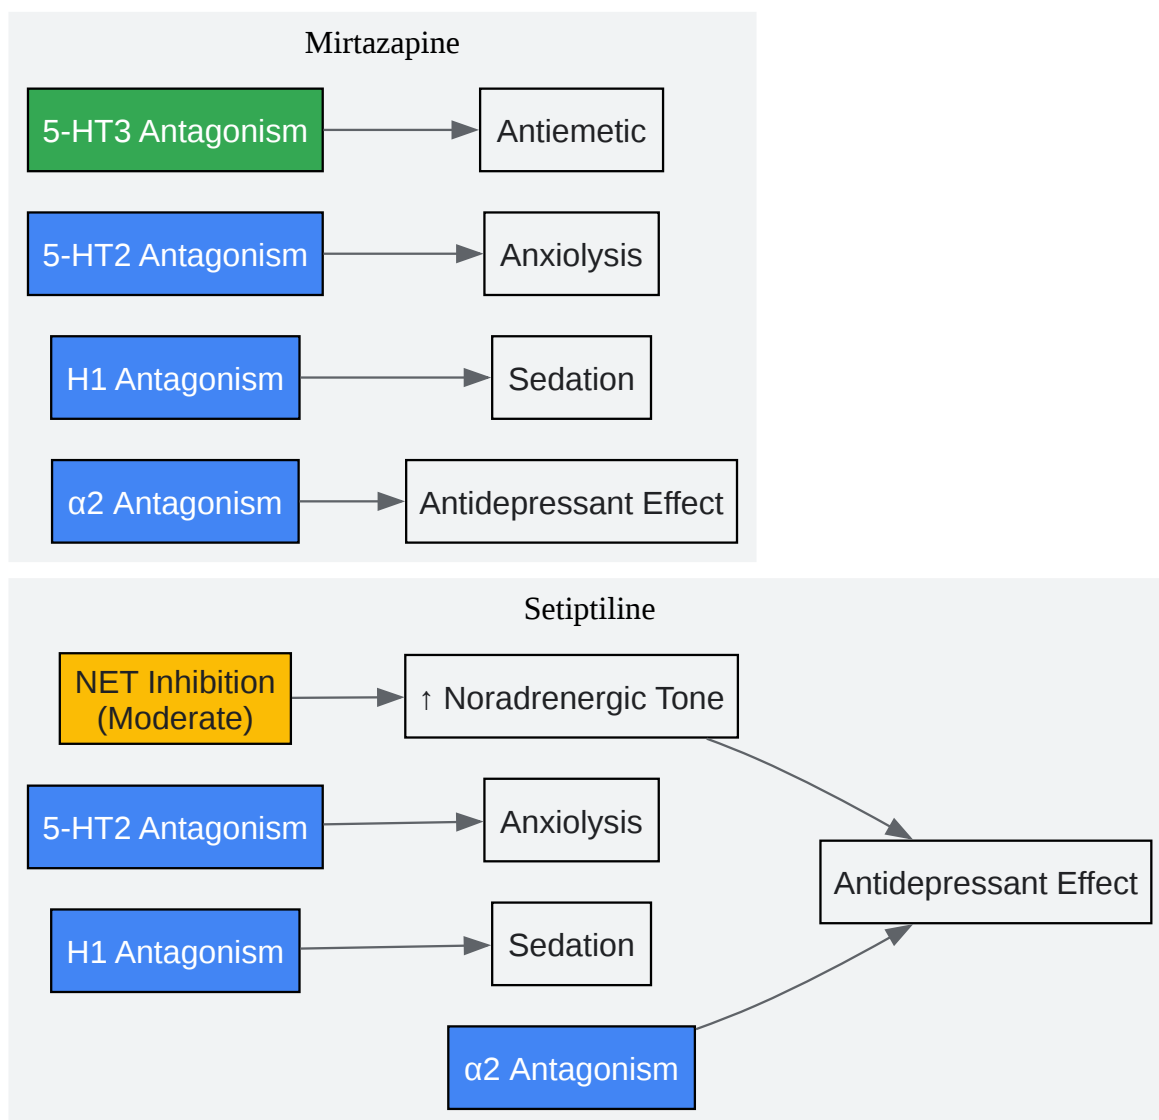 Mirtazapine
5-HT3 Antagonism
Antiemetic
5-HT2 Antagonism
Anxiolysis
H1 Antagonism
Sedation
α2 Antagonism
Antidepressant Effect
Setiptiline
NET Inhibition
(Moderate)
↑ Noradrenergic Tone
5-HT2 Antagonism
Anxiolysis
Antidepressant Effect
H1 Antagonism
Sedation
α2 Antagonism